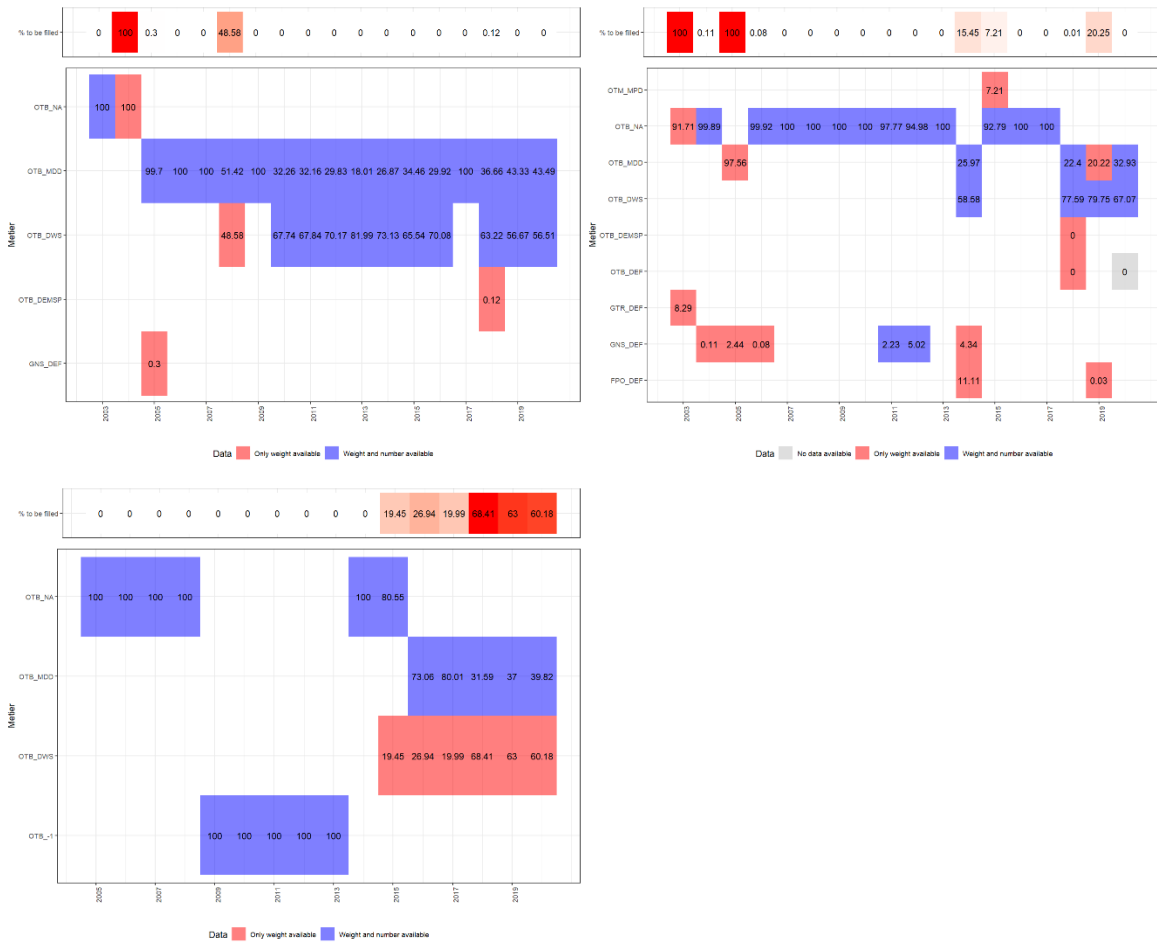 % to be filled 0 100 0.3 0 0 48.58 0 0 0 0 0 0 0 0 0 0.12 0 0
OTB_NA 100 100
OTB_MDD 99.7 100 100 51.42 100 32.26 32.16 29.83 18.01 26.87 34.46 29.92 100 36.66 43.33 43.49
OTB_DWS 48.58 67.74 67.84 70.17 81.99 73.13 65.54 70.08 63.22 56.67 56.51
OTB_DEMSP 0.12
GNS_DEF 0.3
Metier
2003 2005 2007 2009 2011 2013 2015 2017 2019
Data Only weight available Weight and number available
% to be filled 100 0.11 100 0.08 0 0 0 0 0 0 0 15.45 7.21 0 0 0.01 20.25 0
OTM_MPD 7.21
OTB_NA 91.71 99.89 99.92 100 100 100 100 97.77 94.98 100 92.79 100 100
OTB_MDD 97.56 25.97 22.4 20.22 32.93
OTB_DWS 58.58 77.59 79.75 67.07
OTB_DEMSP 0
OTB_DEF 0 0
GTR_DEF 8.29
GNS_DEF 0.11 2.44 0.08 2.23 5.02 4.34
FPO_DEF 11.11 0.03
Metier
2003 2005 2007 2009 2011 2013 2015 2017 2019
Data No data available Only weight available Weight and number available
% to be filled 0 0 0 0 0 0 0 0 0 0 19.45 26.94 19.99 68.41 63 60.18
OTB_NA 100 100 100 100 100 80.55
OTB_MDD 73.06 80.01 31.59 37 39.82
OTB_DWS 19.45 26.94 19.99 68.41 63 60.18
OTB_-1 100 100 100 100 100
Metier
2005 2007 2009 2011 2013 2015 2017 2019
Data Only weight available Weight and number available